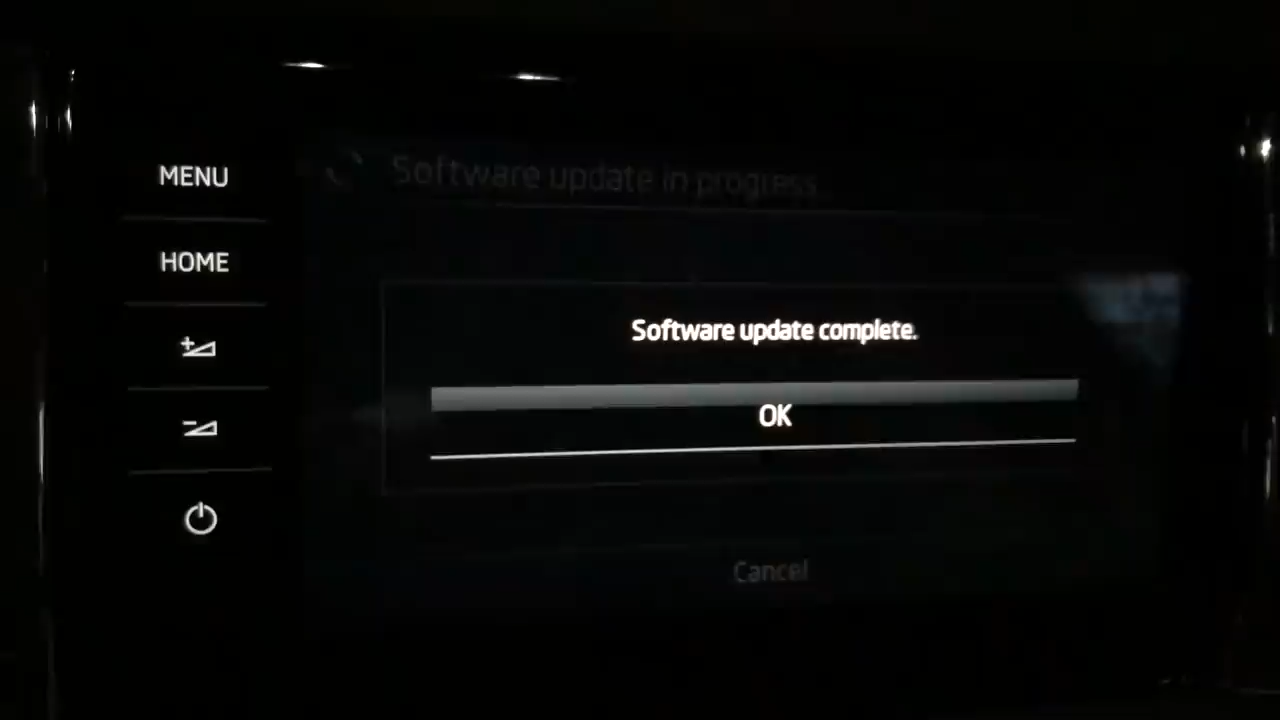 MENU
HOME
Software update in progress...
Software update complete.
OK
Cancel